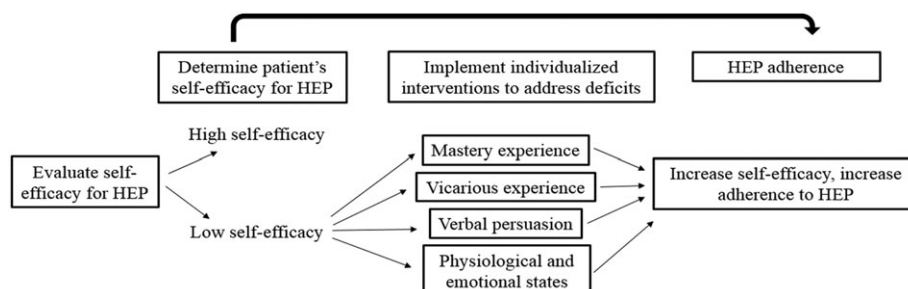 Determine patient's
self-efficacy for HEP
Implement individualized
interventions to address deficits
HEP adherence
High self-efficacy
Evaluate self-
efficacy for HEP
Low self-efficacy
Mastery experience
Vicarious experience
Verbal persuasion
Physiological and
emotional states
Increase self-efficacy, increase
adherence to HEP